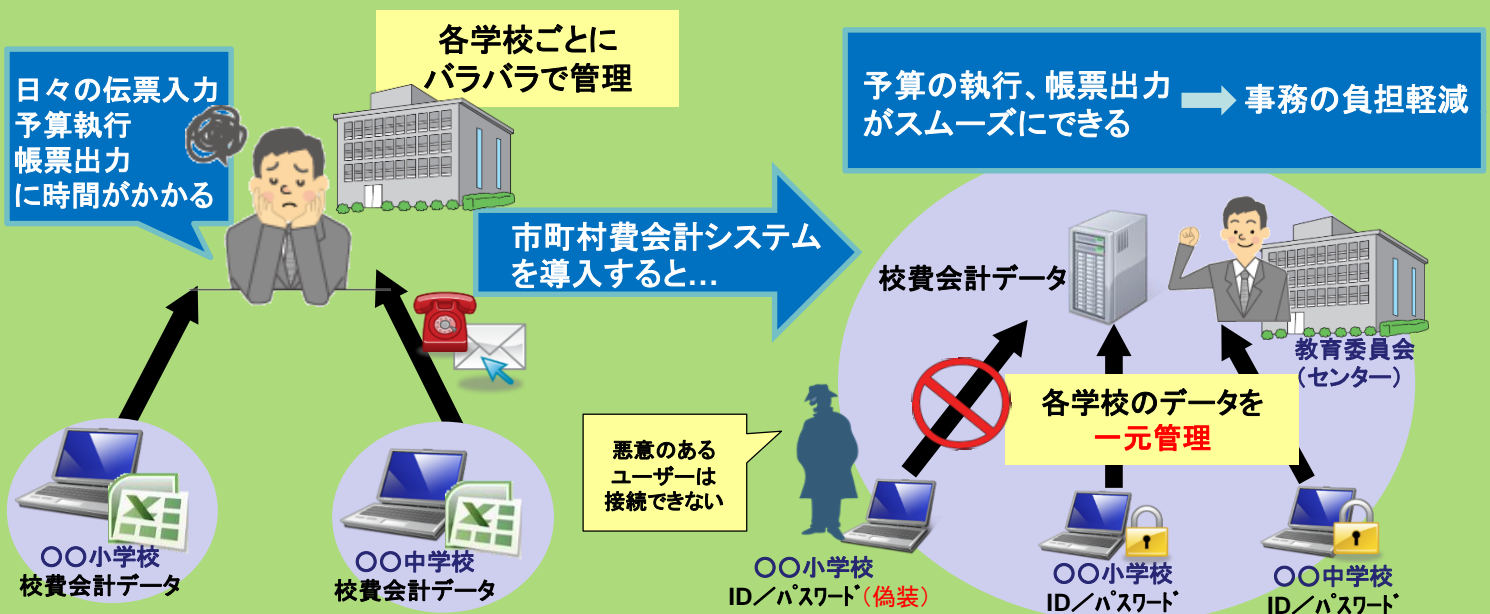 各学校ごとに
バラバラで管理
日々の伝票入力
予算執行
帳票出力
に時間がかかる
〇〇小学校
校費会計データ
〇〇中学校
校費会計データ
市町村費会計システム
を導入すると…
予算の執行、帳票出力
がスムーズにできる
事務の負担軽減
校費会計データ
教育委員会
（センター）
各学校のデータを
一元管理
悪意のある
ユーザーは
接続できない
〇〇小学校
ID／ﾊﾟｽﾜｰﾄﾞ（偽装）
〇〇小学校
ID／ﾊﾟｽﾜｰﾄﾞ
〇〇中学校
ID／ﾊﾟｽﾜｰﾄﾞ